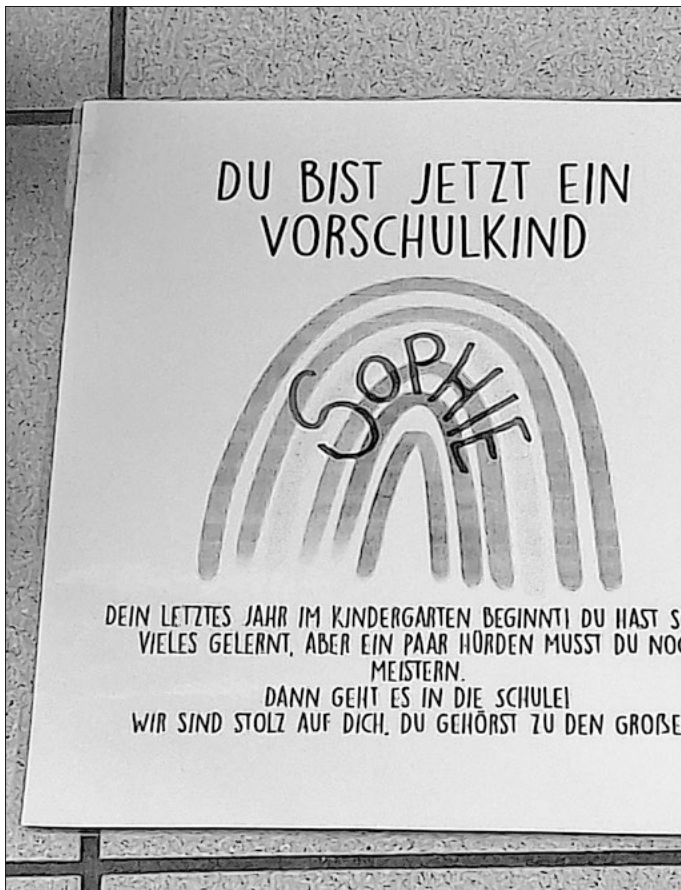 DU BIST JETZT EIN
VORSCHULKIND
SOPHIE
DEIN LETZTES JAHR IM KINDERGARTEN BEGINNT! DU HAST
VIELES GELERNT, ABER EIN PAAR HÜRDEN MUSST DU
MEISTERN.
DANN GEHT ES IN DIE SCHULE!
WIR SIND STOLZ AUF DICH. DU GEHÖRST ZU DEN